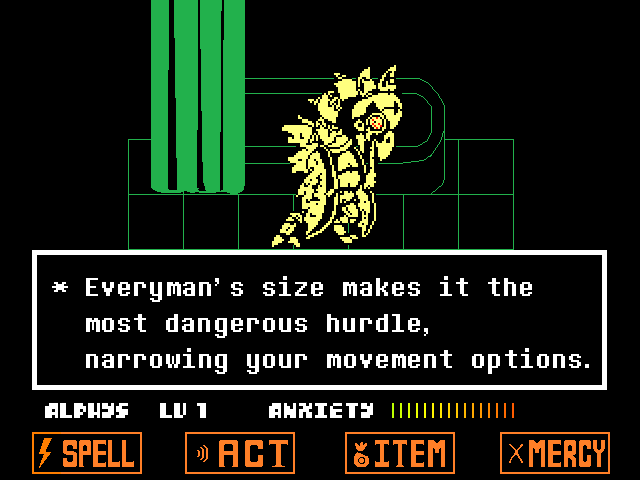 * Everyman's size makes it the
most dangerous hurdle,
narrowing your movement options.
ALPHYS LV 1 ANXIETY
SPELL ACT ITEM MERCY